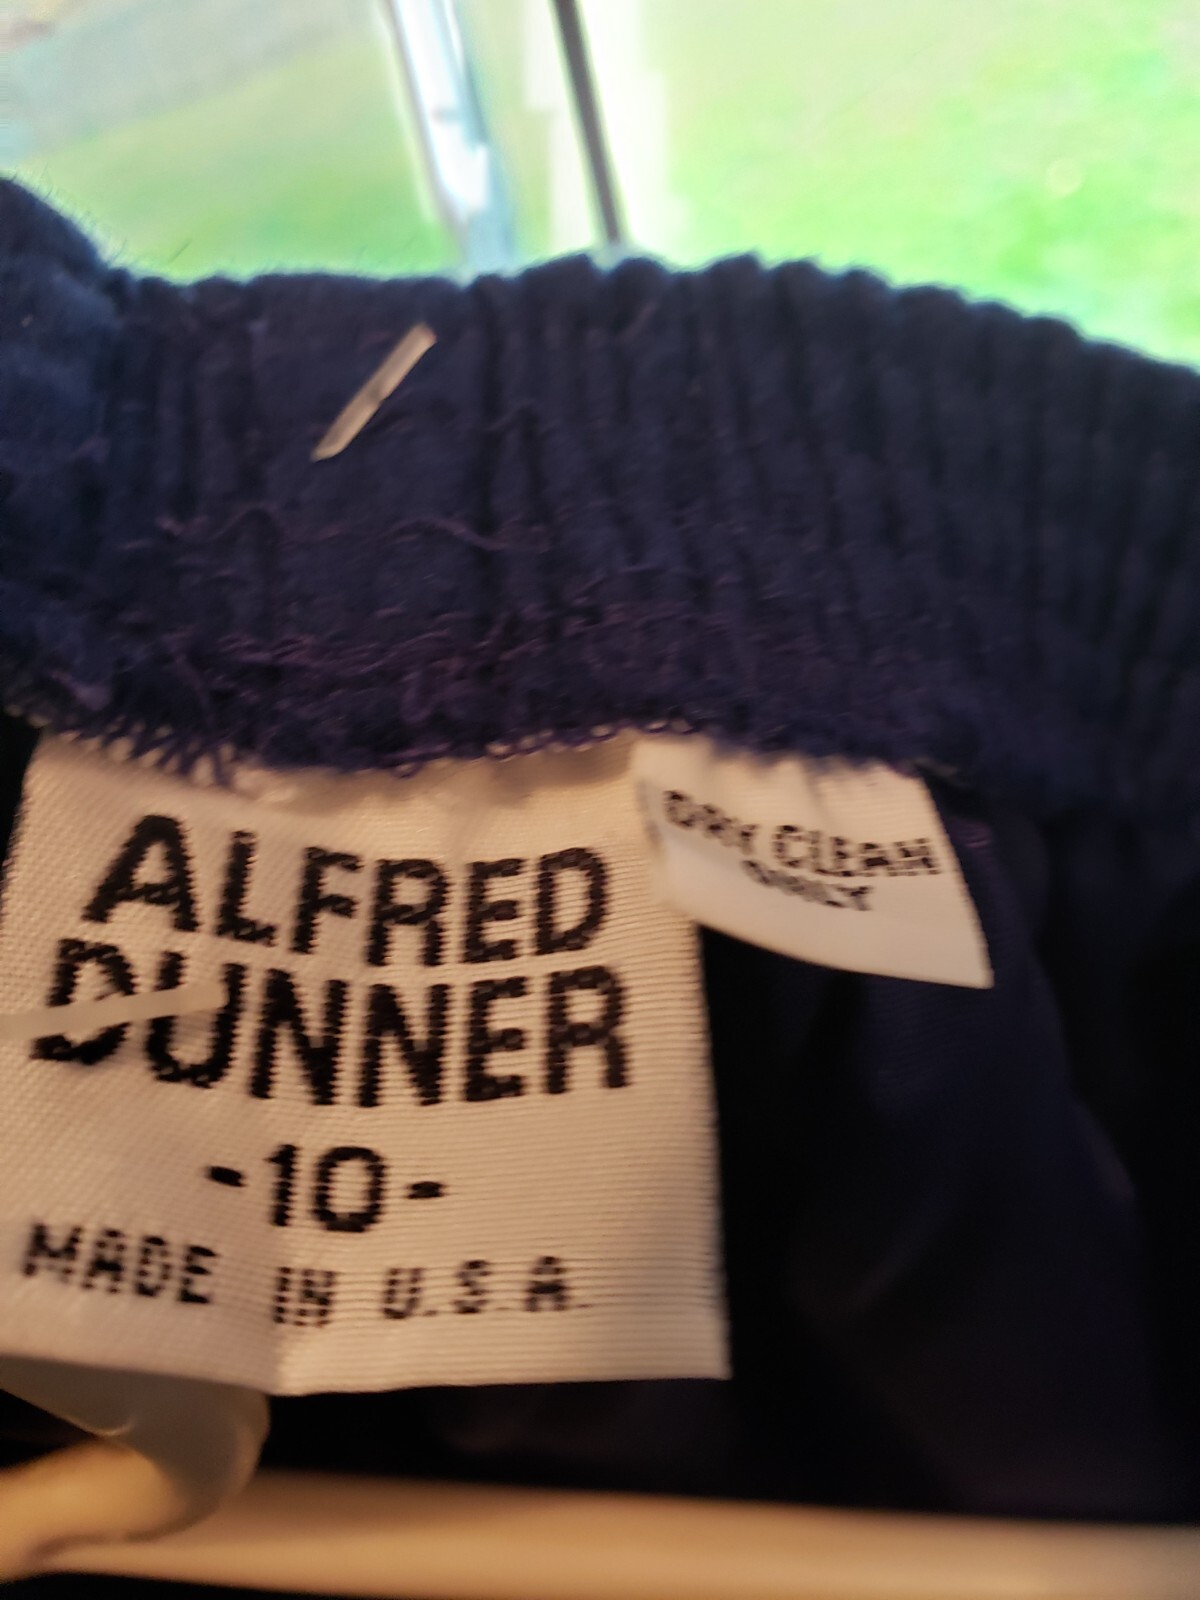 ALFRED
DUNNER
-10-
MADE IN U.S.A.
DRY CLEAN
ONLY